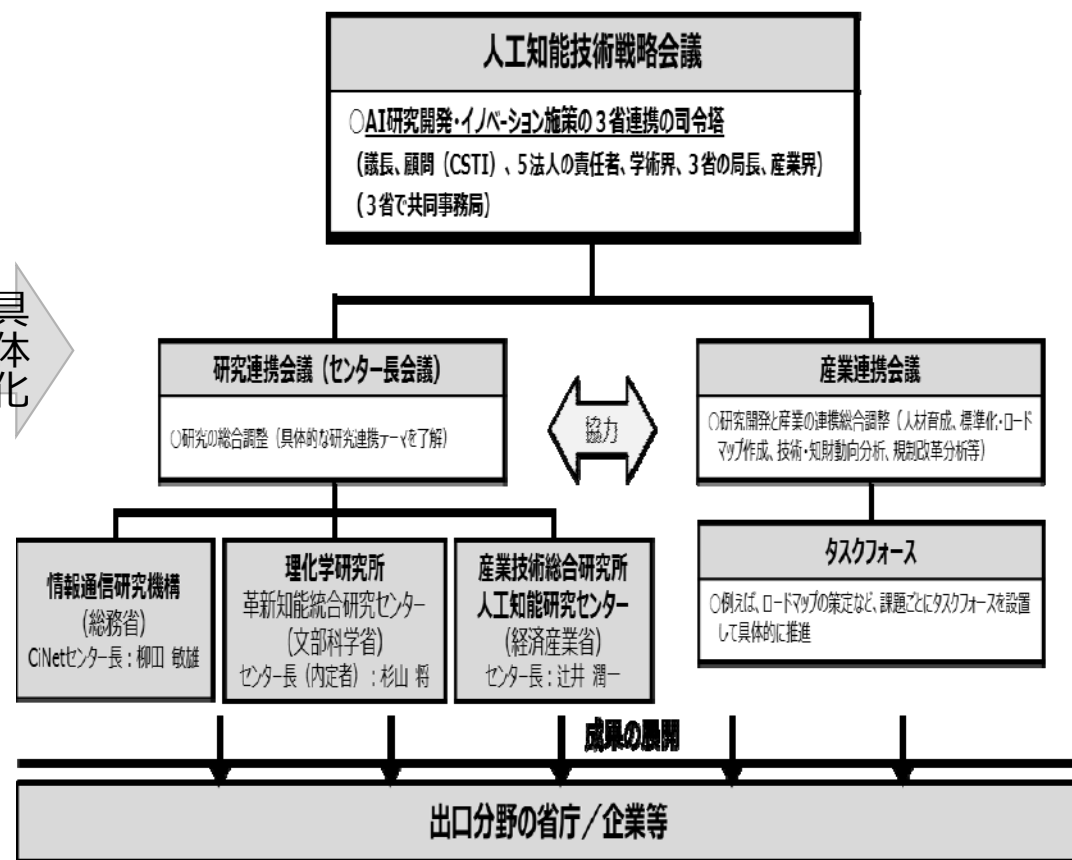 人工知能技術戦略会議
○AI研究開発・イノベーション施策の3省連携の司令塔
(議長、顧問 (CSTI) 、5法人の責任者、学術界、3省の局長、産業界)
(3省で共同事務局)
具体化
研究連携会議 (センター長会議)
○研究の総合調整 (具体的な研究連携テーマを了解)
協力
産業連携会議
○研究開発と産業の連携総合調整 (人材育成、標準化・ロード
マップ作成、技術・知財動向分析、規制改革分析等)
情報通信研究機構
(総務省)
CiNetセンター長:柳田 敏雄
理化学研究所
革新知能統合研究センター
(文部科学省)
センター長 (内定者) :杉山 将
産業技術総合研究所
人工知能研究センター
(経済産業省)
センター長:辻井 潤一
タスクフォース
○例えば、ロードマップの策定など、課題ごとにタスクフォースを設置
して具体的に推進
成果の展開
出口分野の省庁/企業等